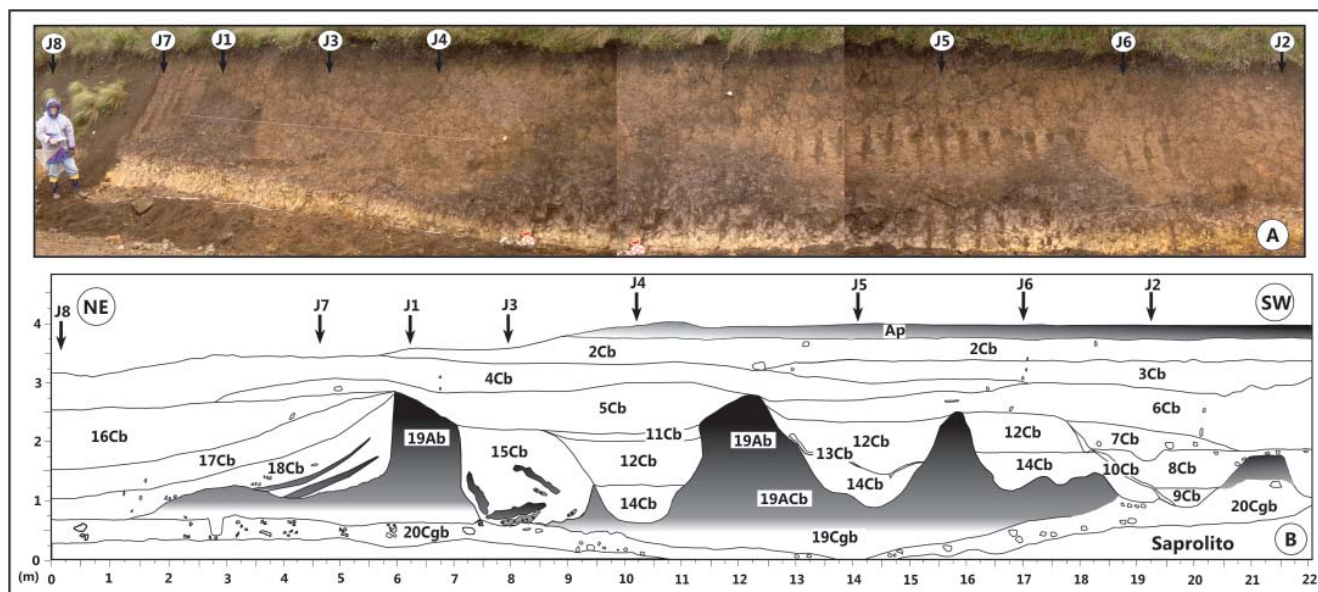 J8 J7 J1 J3 J4 J5 J6 J2
A
J8 NE J7 J1 J3 J4 J5 J6 J2 SW
4
Ap
2Cb 2Cb
3 4Cb 3Cb
5Cb 6Cb
16Cb 19Ab 11Cb 19Ab 12Cb 12Cb 7Cb
2 17Cb 18Cb 15Cb 12Cb 13Cb 14Cb 14Cb 10Cb 8Cb
1 14Cb 19ACb 9Cb 20Cgb
20Cgb 19Cgb Saprolito B
0
(m) 0 1 2 3 4 5 6 7 8 9 10 11 12 13 14 15 16 17 18 19 20 21 22